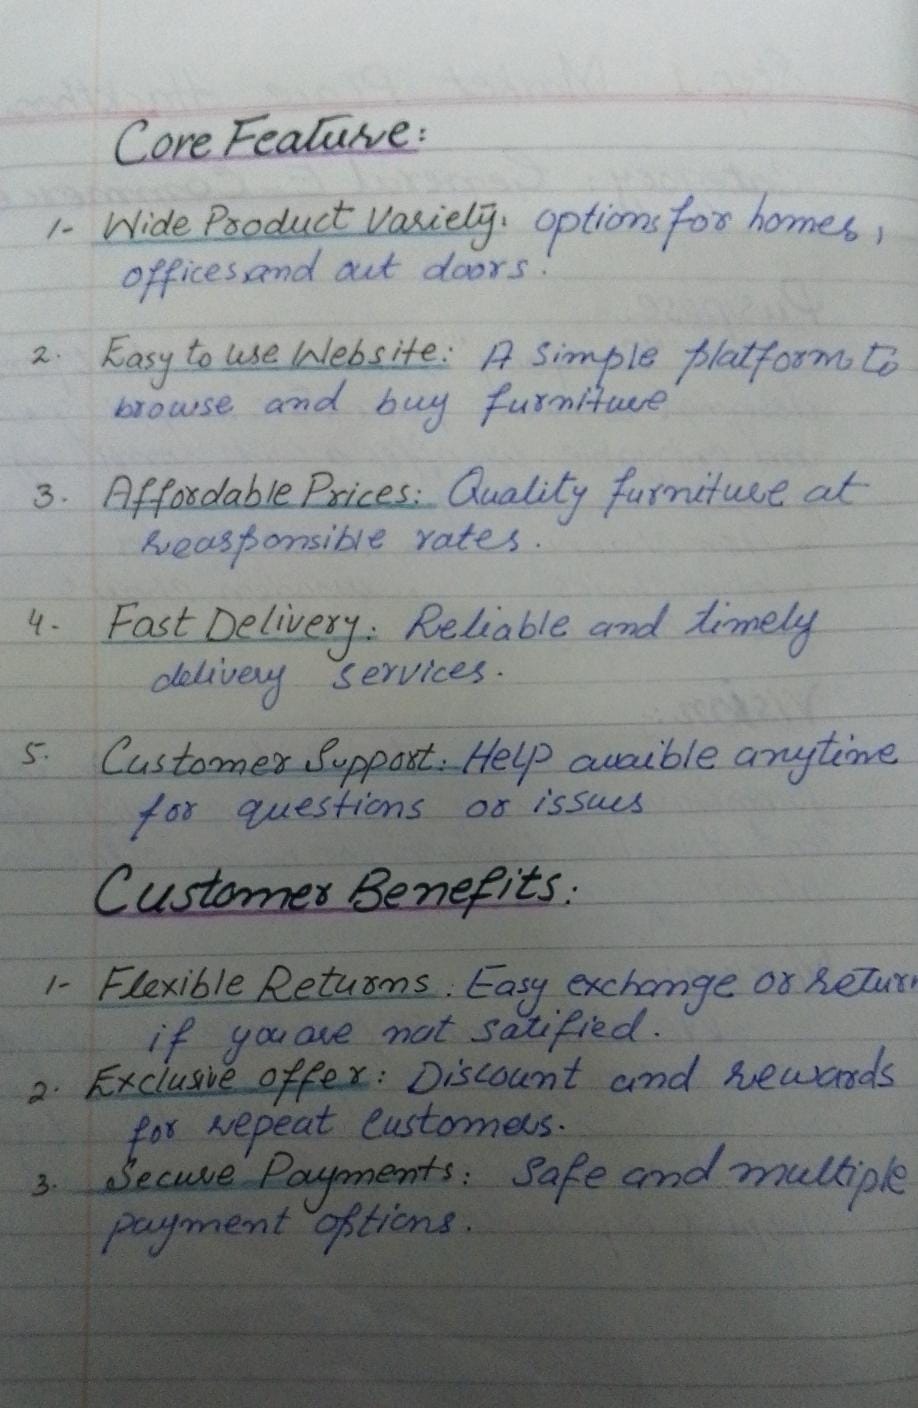 Core Feature:
1- Wide Product Variety: options for homes,
offices and out doors.
2. Easy to use Website: A simple platform to
browse and buy furniture
3. Affordable Prices: Quality furniture at
reasponsible rates.
4. Fast Delivery: Reliable and timely
delivery services.
5. Customer Support: Help avaible anytime
for questions or issues
Customer Benefits:
1- Flexible Returns: Easy exchange or return
if you are not satified.
2. Exclusive offer: Discount and rewards
for repeat customers.
3. Secure Payments: Safe and multiple
payment options.